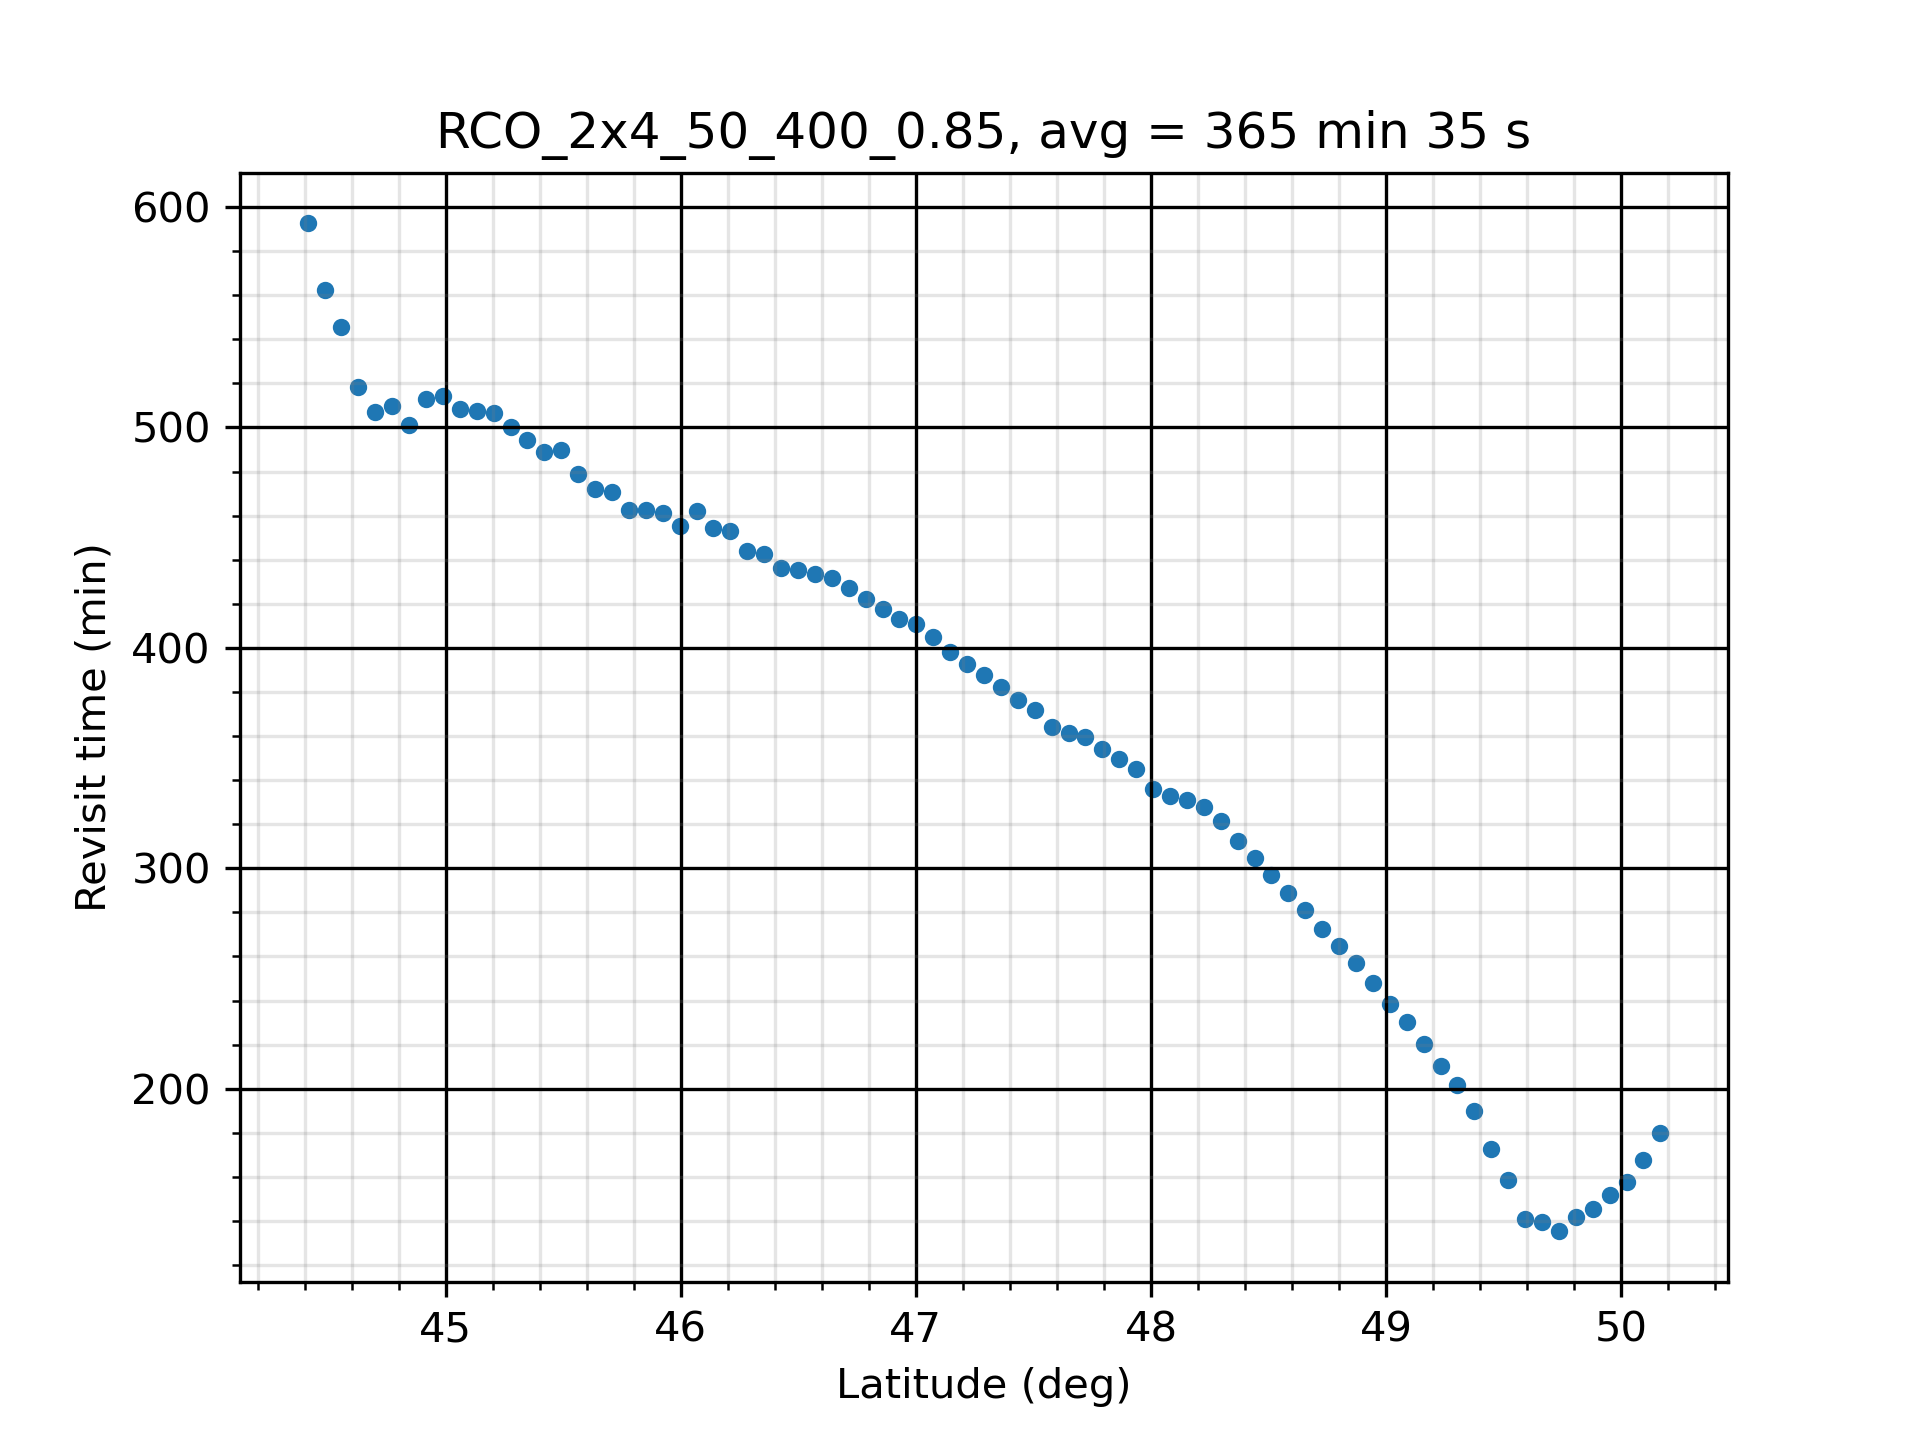 RCO_2x4_50_400_0.85, avg = 365 min 35 s
600
500
400
300
200
Revisit time (min)
45 46 47 48 49 50
Latitude (deg)